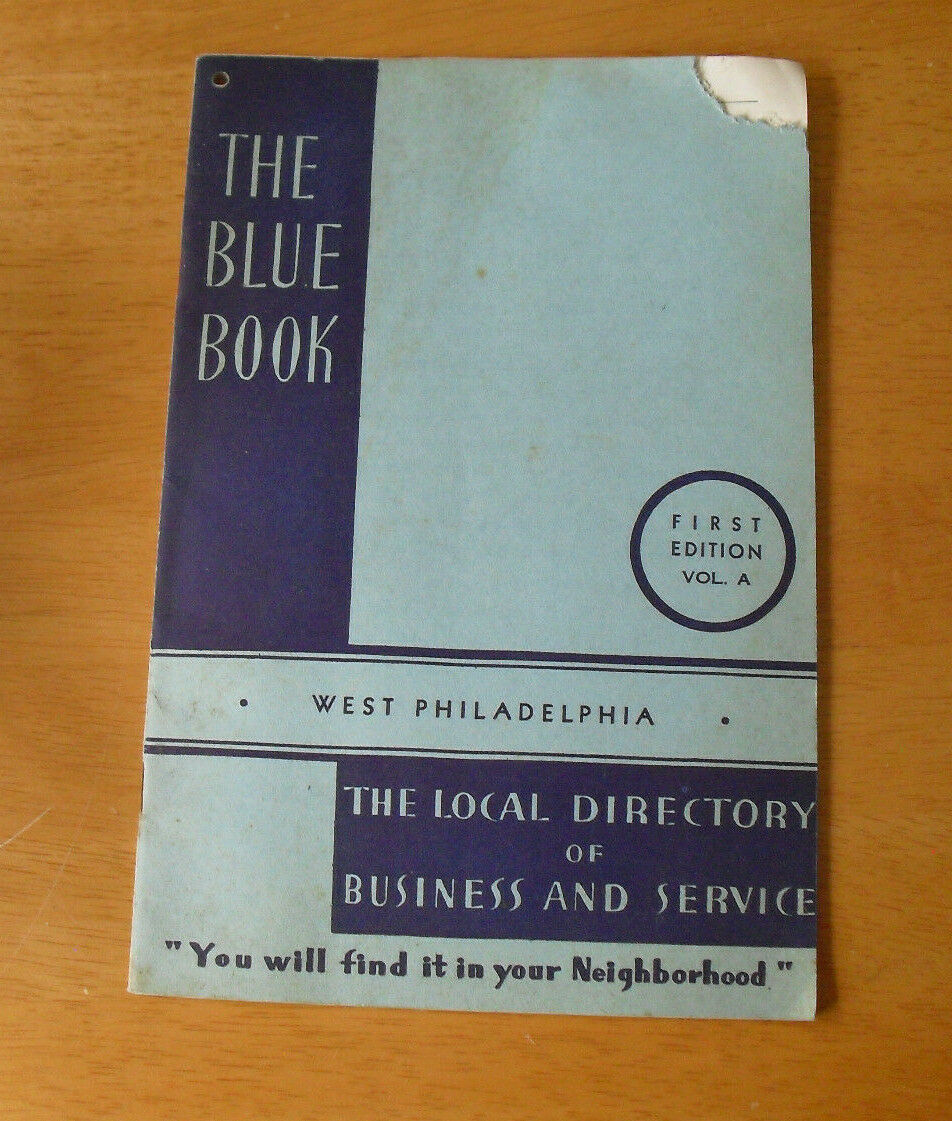 THE
BLUE
BOOK
FIRST
EDITION
VOL. A
• WEST PHILADELPHIA •
THE LOCAL DIRECTORY
OF
BUSINESS AND SERVICE
"You will find it in your Neighborhood"